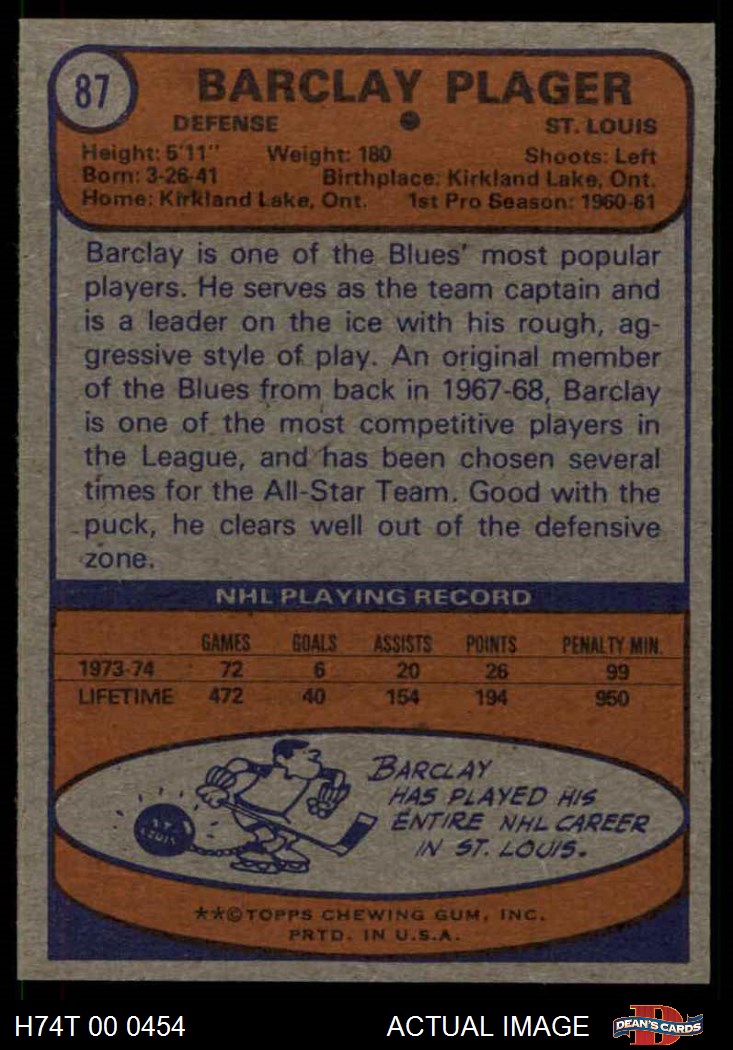 87
BARCLAY PLAGER
DEFENSE ST. LOUIS
Height: 5'11" Weight: 180 Shoots: Left
Born: 3-26-41 Birthplace: Kirkland Lake, Ont.
Home: Kirkland Lake, Ont. 1st Pro Season: 1960-61
Barclay is one of the Blues' most popular
players. He serves as the team captain and
is a leader on the ice with his rough, ag-
gressive style of play. An original member
of the Blues from back in 1967-68, Barclay
is one of the most competitive players in
the League, and has been chosen several
times for the All-Star Team. Good with the
puck, he clears well out of the defensive
zone.
NHL PLAYING RECORD
GAMES GOALS ASSISTS POINTS PENALTY MIN.
1973-74 72 6 20 26 99
LIFETIME 472 40 154 194 950
BARCLAY
HAS PLAYED HIS
ENTIRE NHL CAREER
IN ST. LOUIS.
ST.
LOUIS
**©TOPPS CHEWING GUM, INC.
PRTD. IN U.S.A.
H74T 00 0454 ACTUAL IMAGE
DEAN'S CARDS